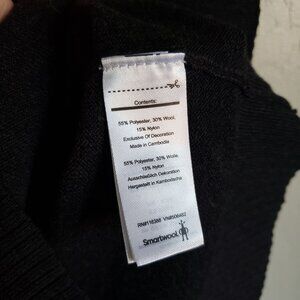 Contents:
55% Polyester, 30% Wool,
15% Nylon
Exclusive Of Decoration
Made in Cambodia
55% Polyester, 30% Wolle,
15% Nylon
Ausschließlich Dekoration
Hergestellt in Kambodscha
Smartwool